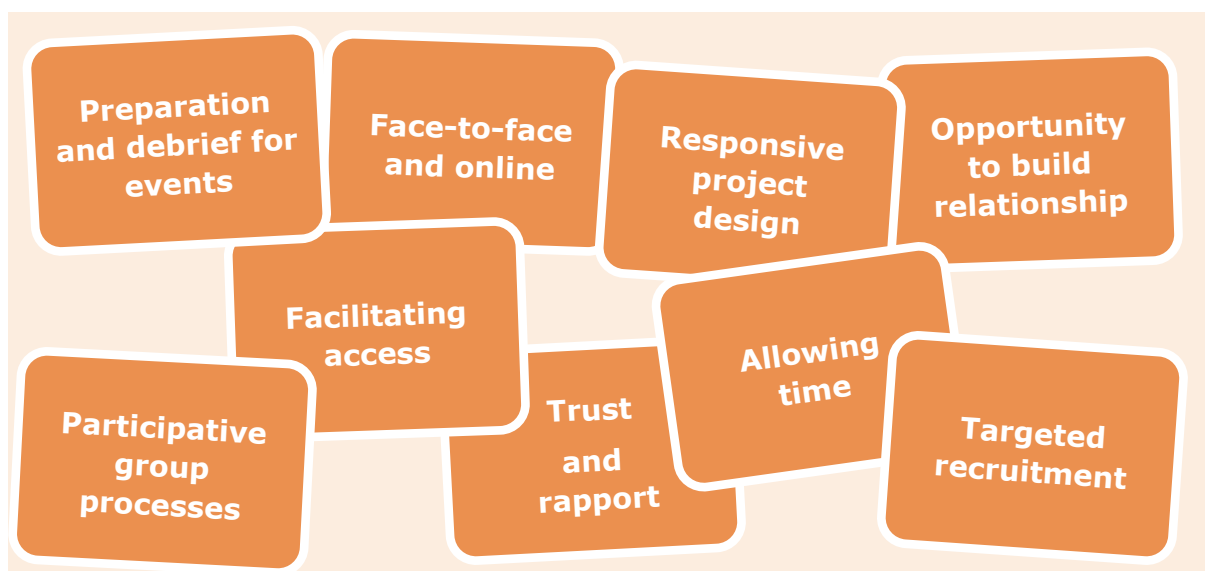 Preparation
and debrief for
events
Face-to-face
and online
Responsive
project
design
Opportunity
to build
relationship
Facilitating
access
Allowing
time
Participative
group
processes
Trust
and
rapport
Targeted
recruitment